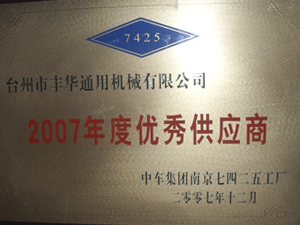 7425
台州市丰华通用机械有限公司
2007年度优秀供应商
中车集团南京七四二五工厂
二零零七年十二月